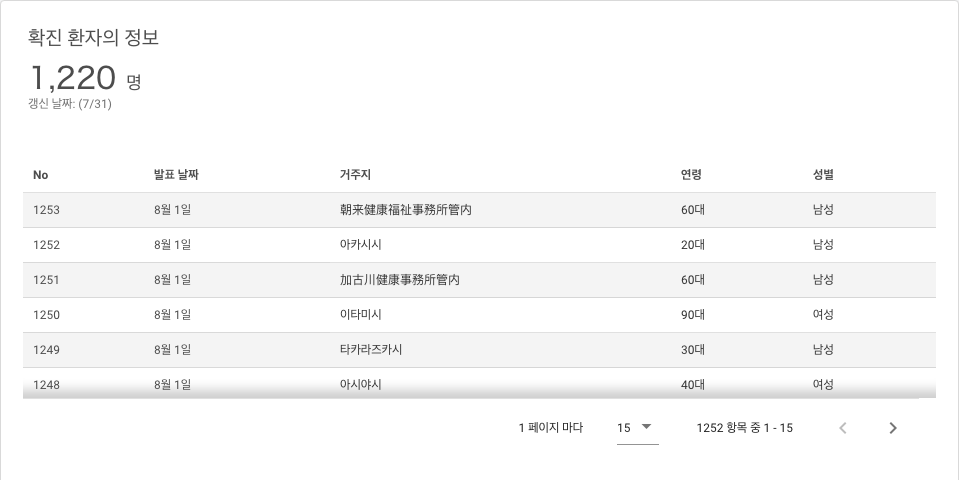 확진 환자의 정보
1,220 명
갱신 날짜: (7/31)
No 발표 날짜 거주지 연령 성별
1253 8월 1일 朝来健康福祉事務所管内 60대 남성
1252 8월 1일 아카시시 20대 남성
1251 8월 1일 加古川健康事務所管内 60대 남성
1250 8월 1일 이타미시 90대 여성
1249 8월 1일 타카라즈카시 30대 남성
1248 8월 1일 아시야시 40대 여성
1 페이지 마다 15 1252 항목 중 1 - 15